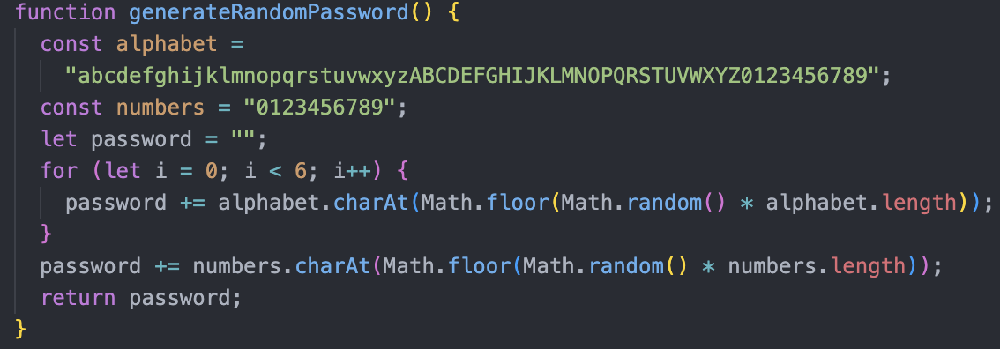 function generateRandomPassword() {
  const alphabet =
    "abcdefghijklmnopqrstuvwxyzABCDEFGHIJKLMNOPQRSTUVWXYZ0123456789";
  const numbers = "0123456789";
  let password = "";
  for (let i = 0; i < 6; i++) {
    password += alphabet.charAt(Math.floor(Math.random() * alphabet.length));
  }
  password += numbers.charAt(Math.floor(Math.random() * numbers.length));
  return password;
}